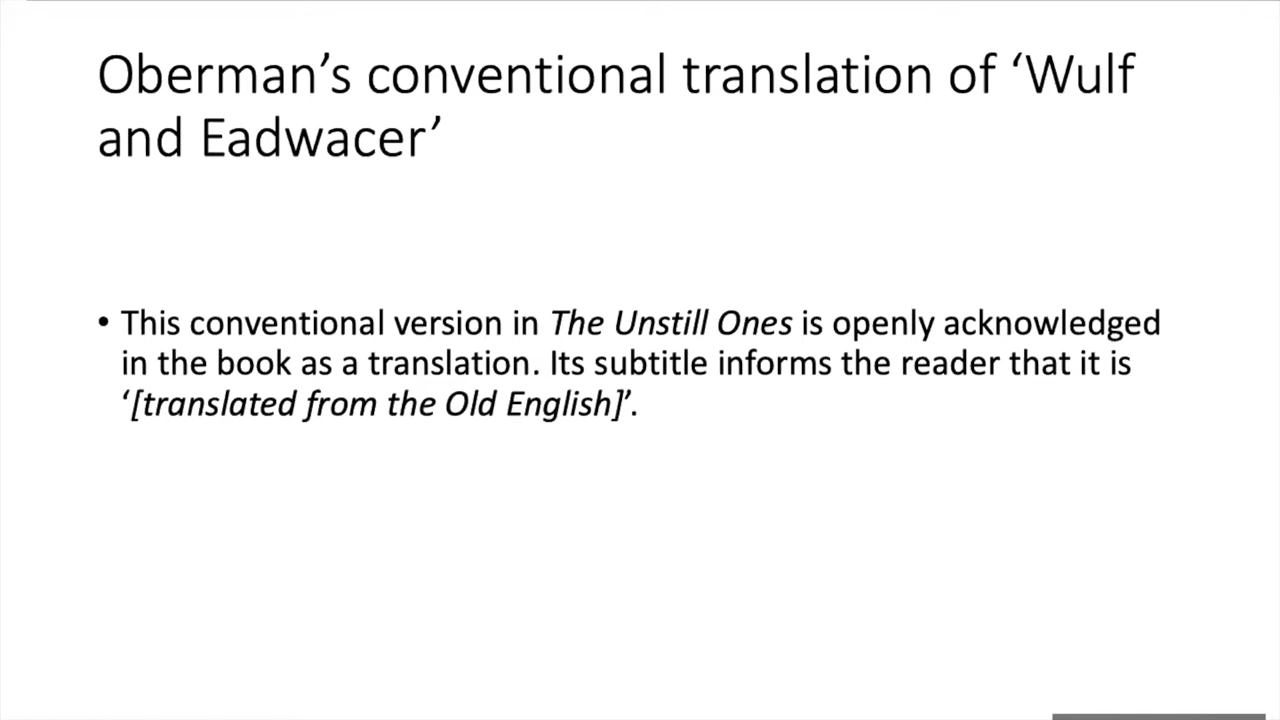 Oberman’s conventional translation of ‘Wulf
and Eadwacer’
• This conventional version in The Unstill Ones is openly acknowledged
in the book as a translation. Its subtitle informs the reader that it is
‘[translated from the Old English]’.